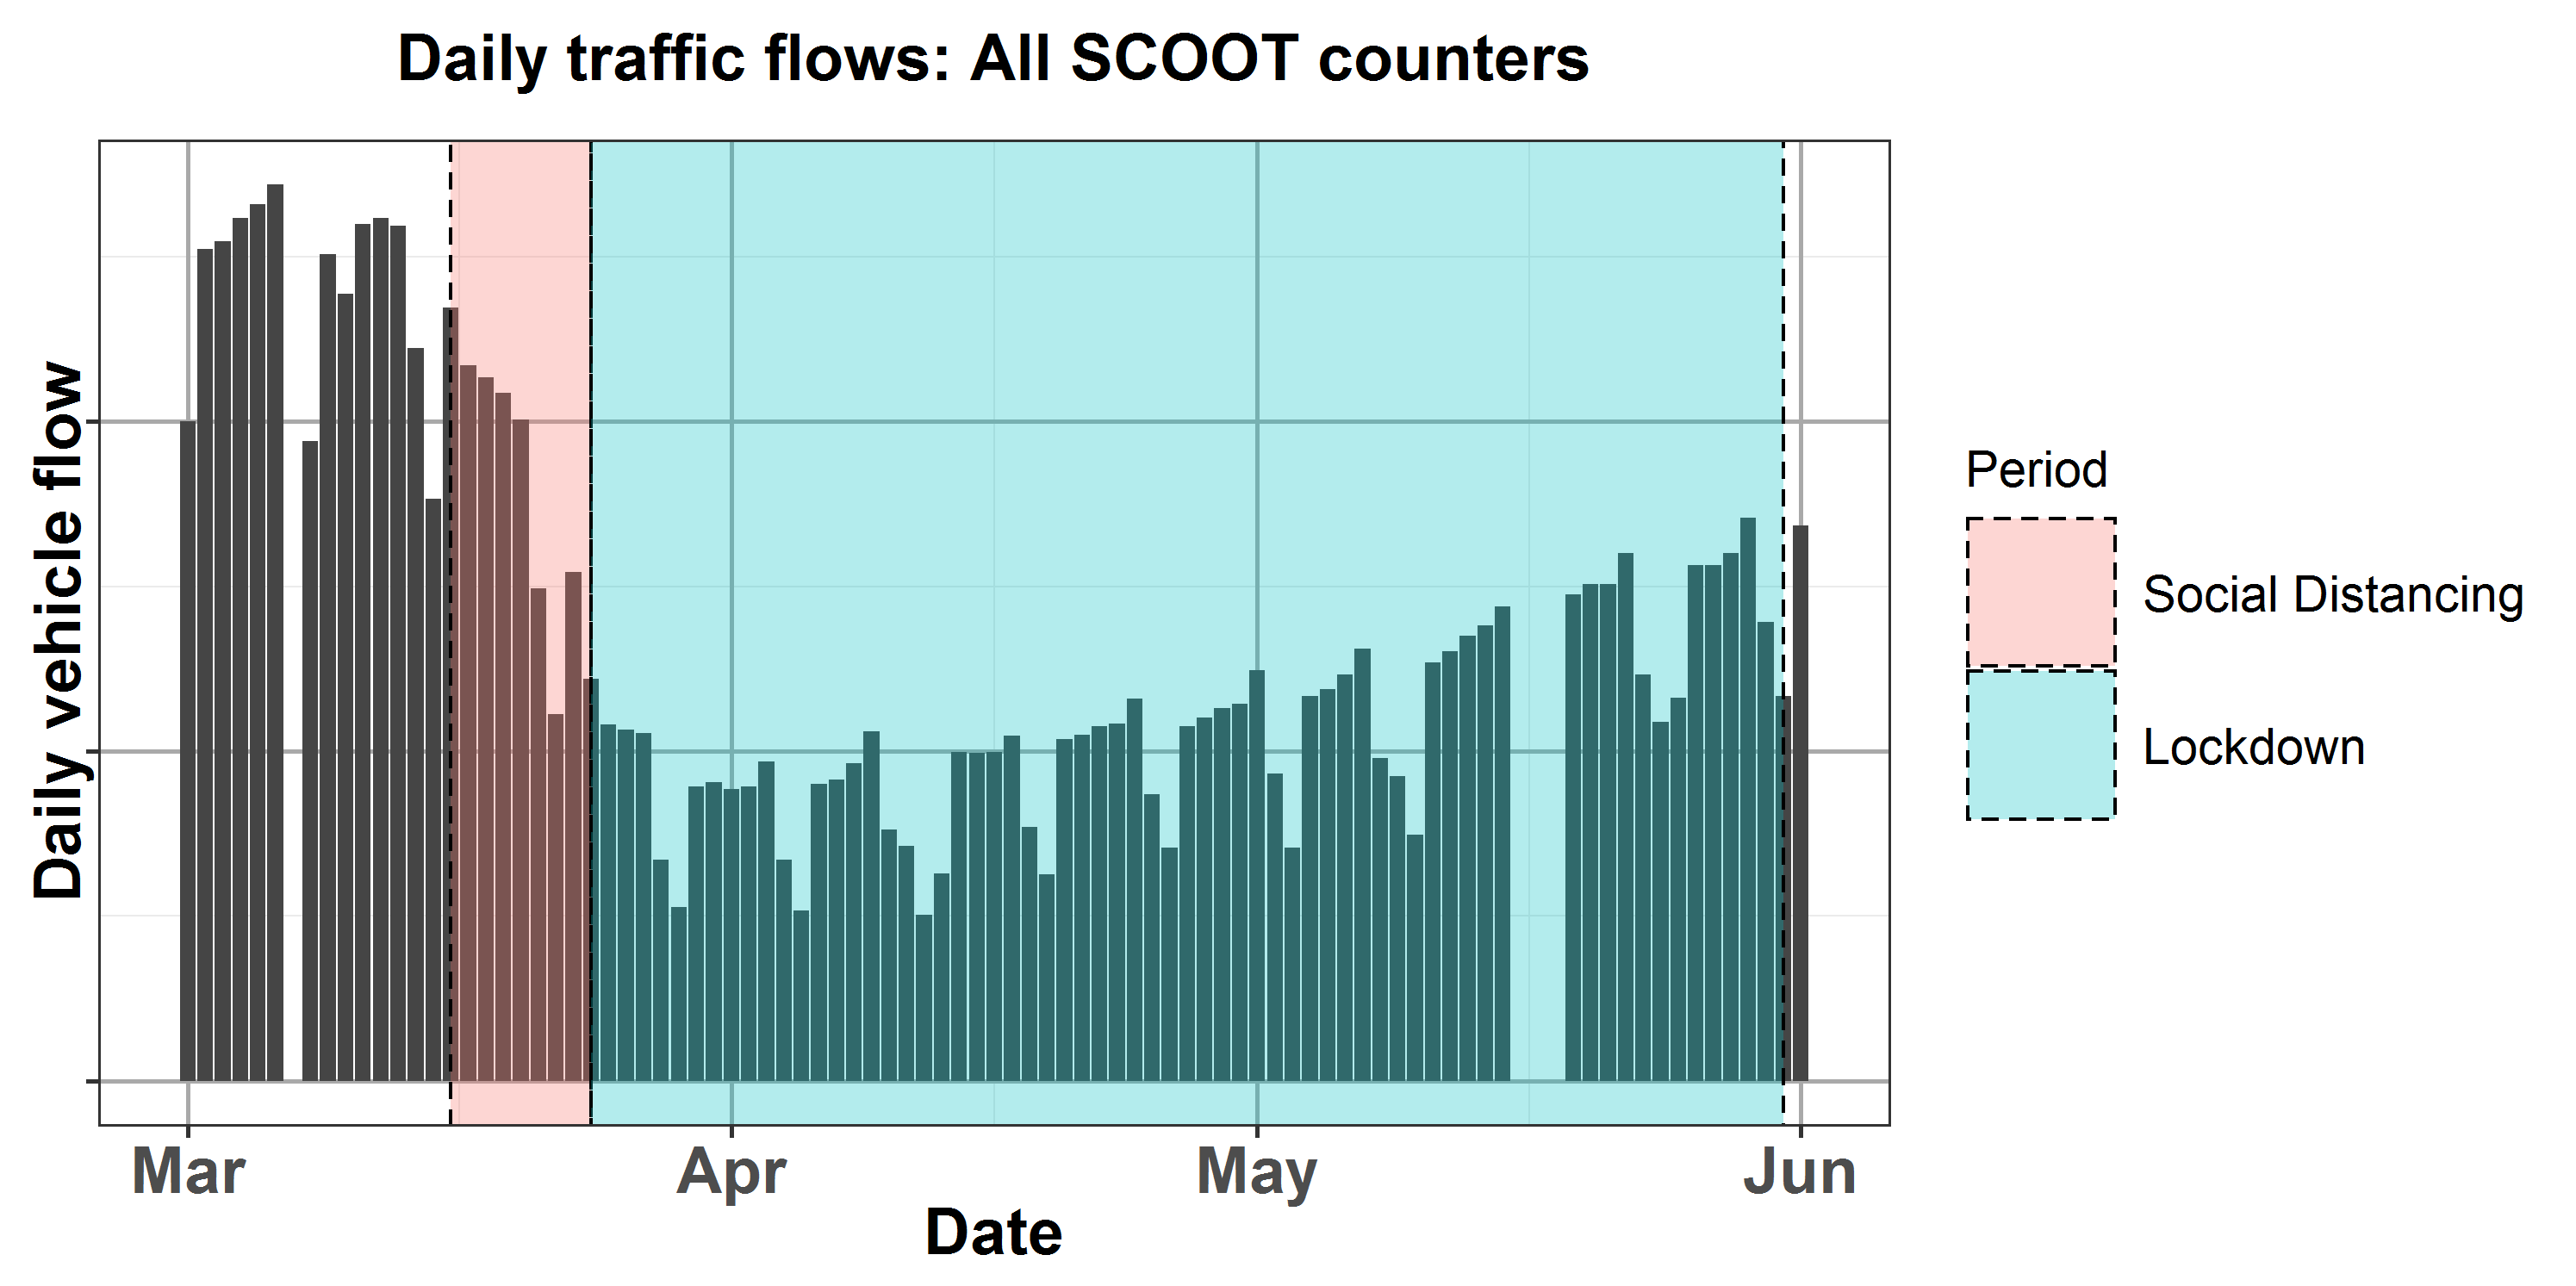 Daily traffic flows: All SCOOT counters
Daily vehicle flow
Mar
Apr
May
Jun
Date
Period
Social Distancing
Lockdown